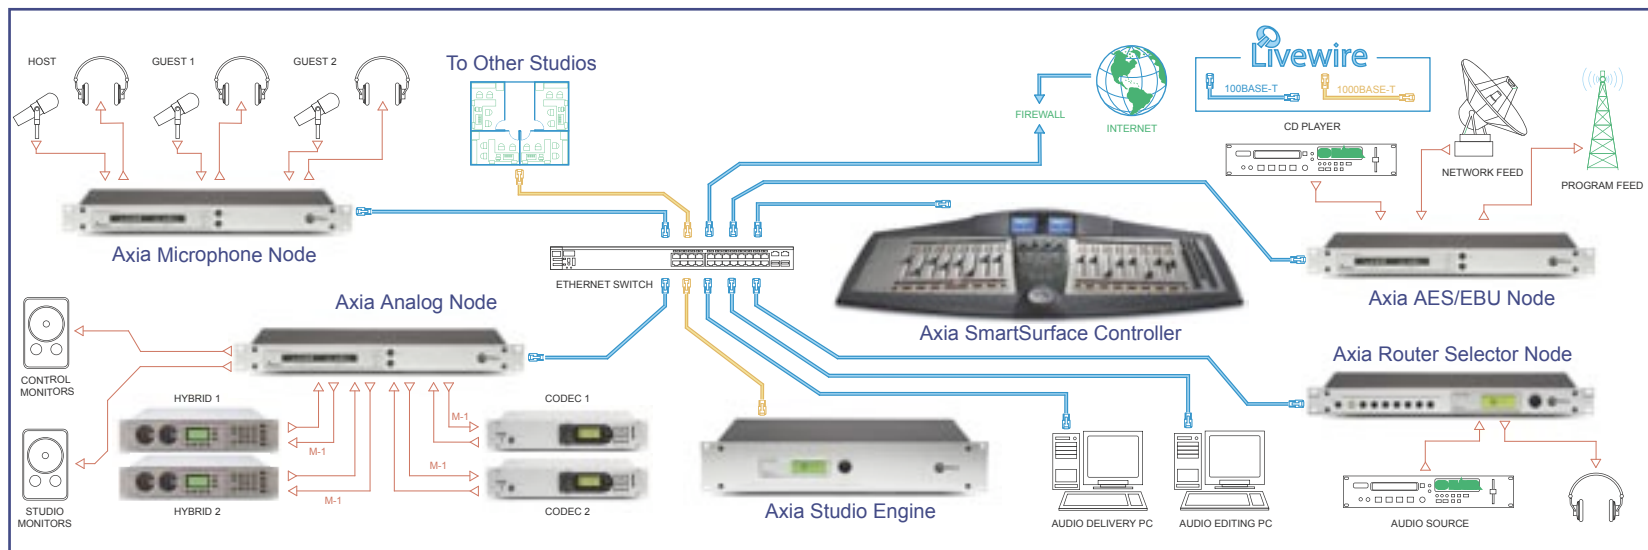 HOST
GUEST 1
GUEST 2
To Other Studios
FIREWALL
INTERNET
Livewire
100BASE-T
1000BASE-T
CD PLAYER
NETWORK FEED
PROGRAM FEED
Axia Microphone Node
ETHERNET SWITCH
Axia SmartSurface Controller
Axia AES/EBU Node
Axia Analog Node
Axia Router Selector Node
CONTROL
MONITORS
HYBRID 1
M-1
M-1
CODEC 1
M-1
M-1
HYBRID 2
CODEC 2
STUDIO
MONITORS
Axia Studio Engine
AUDIO DELIVERY PC
AUDIO EDITING PC
AUDIO SOURCE